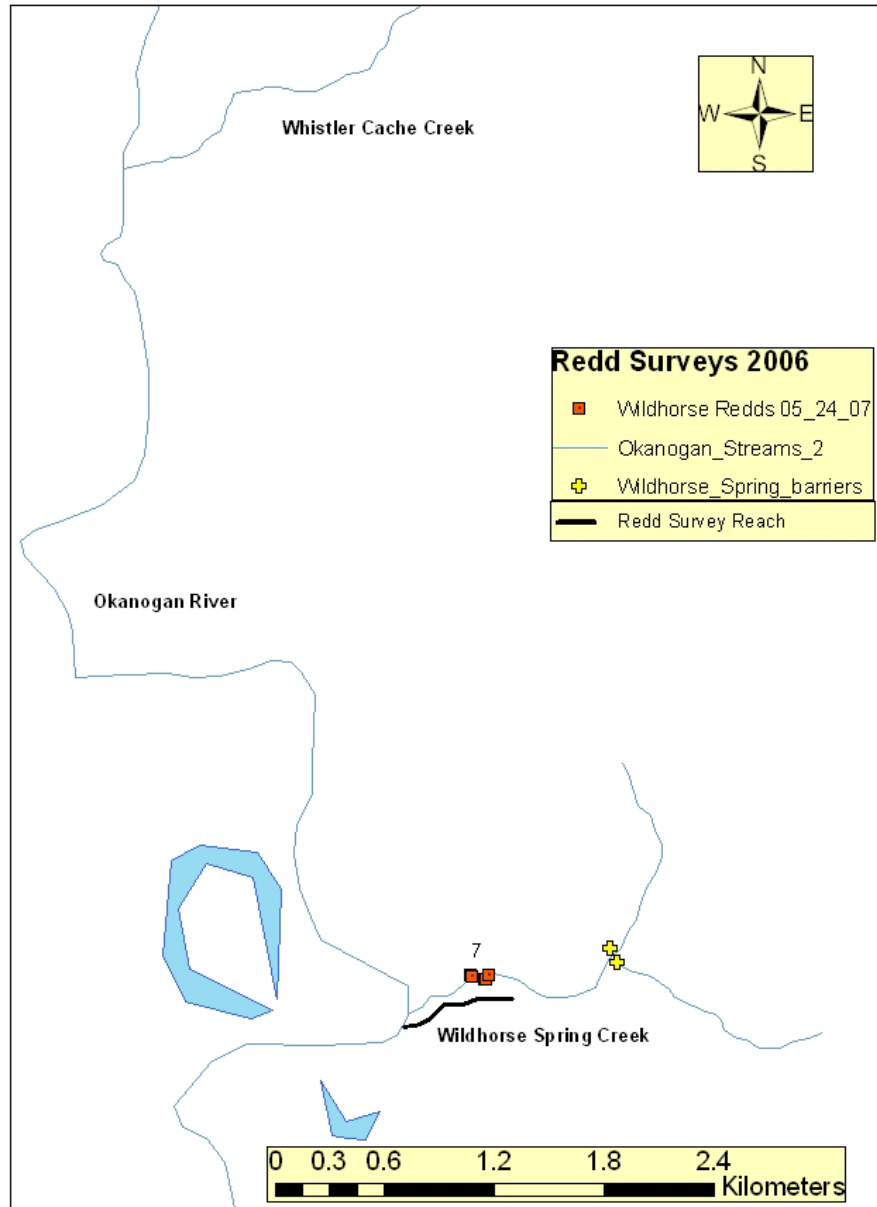 N
Whistler Cache Creek
W E
S
Redd Surveys 2006
Wildhorse Redds 05_24_07
Okanogan_Streams_2
Wildhorse_Spring_barriers
Redd Survey Reach
Okanogan River
7
Wildhorse Spring Creek
0 0.3 0.6 1.2 1.8 2.4
Kilometers